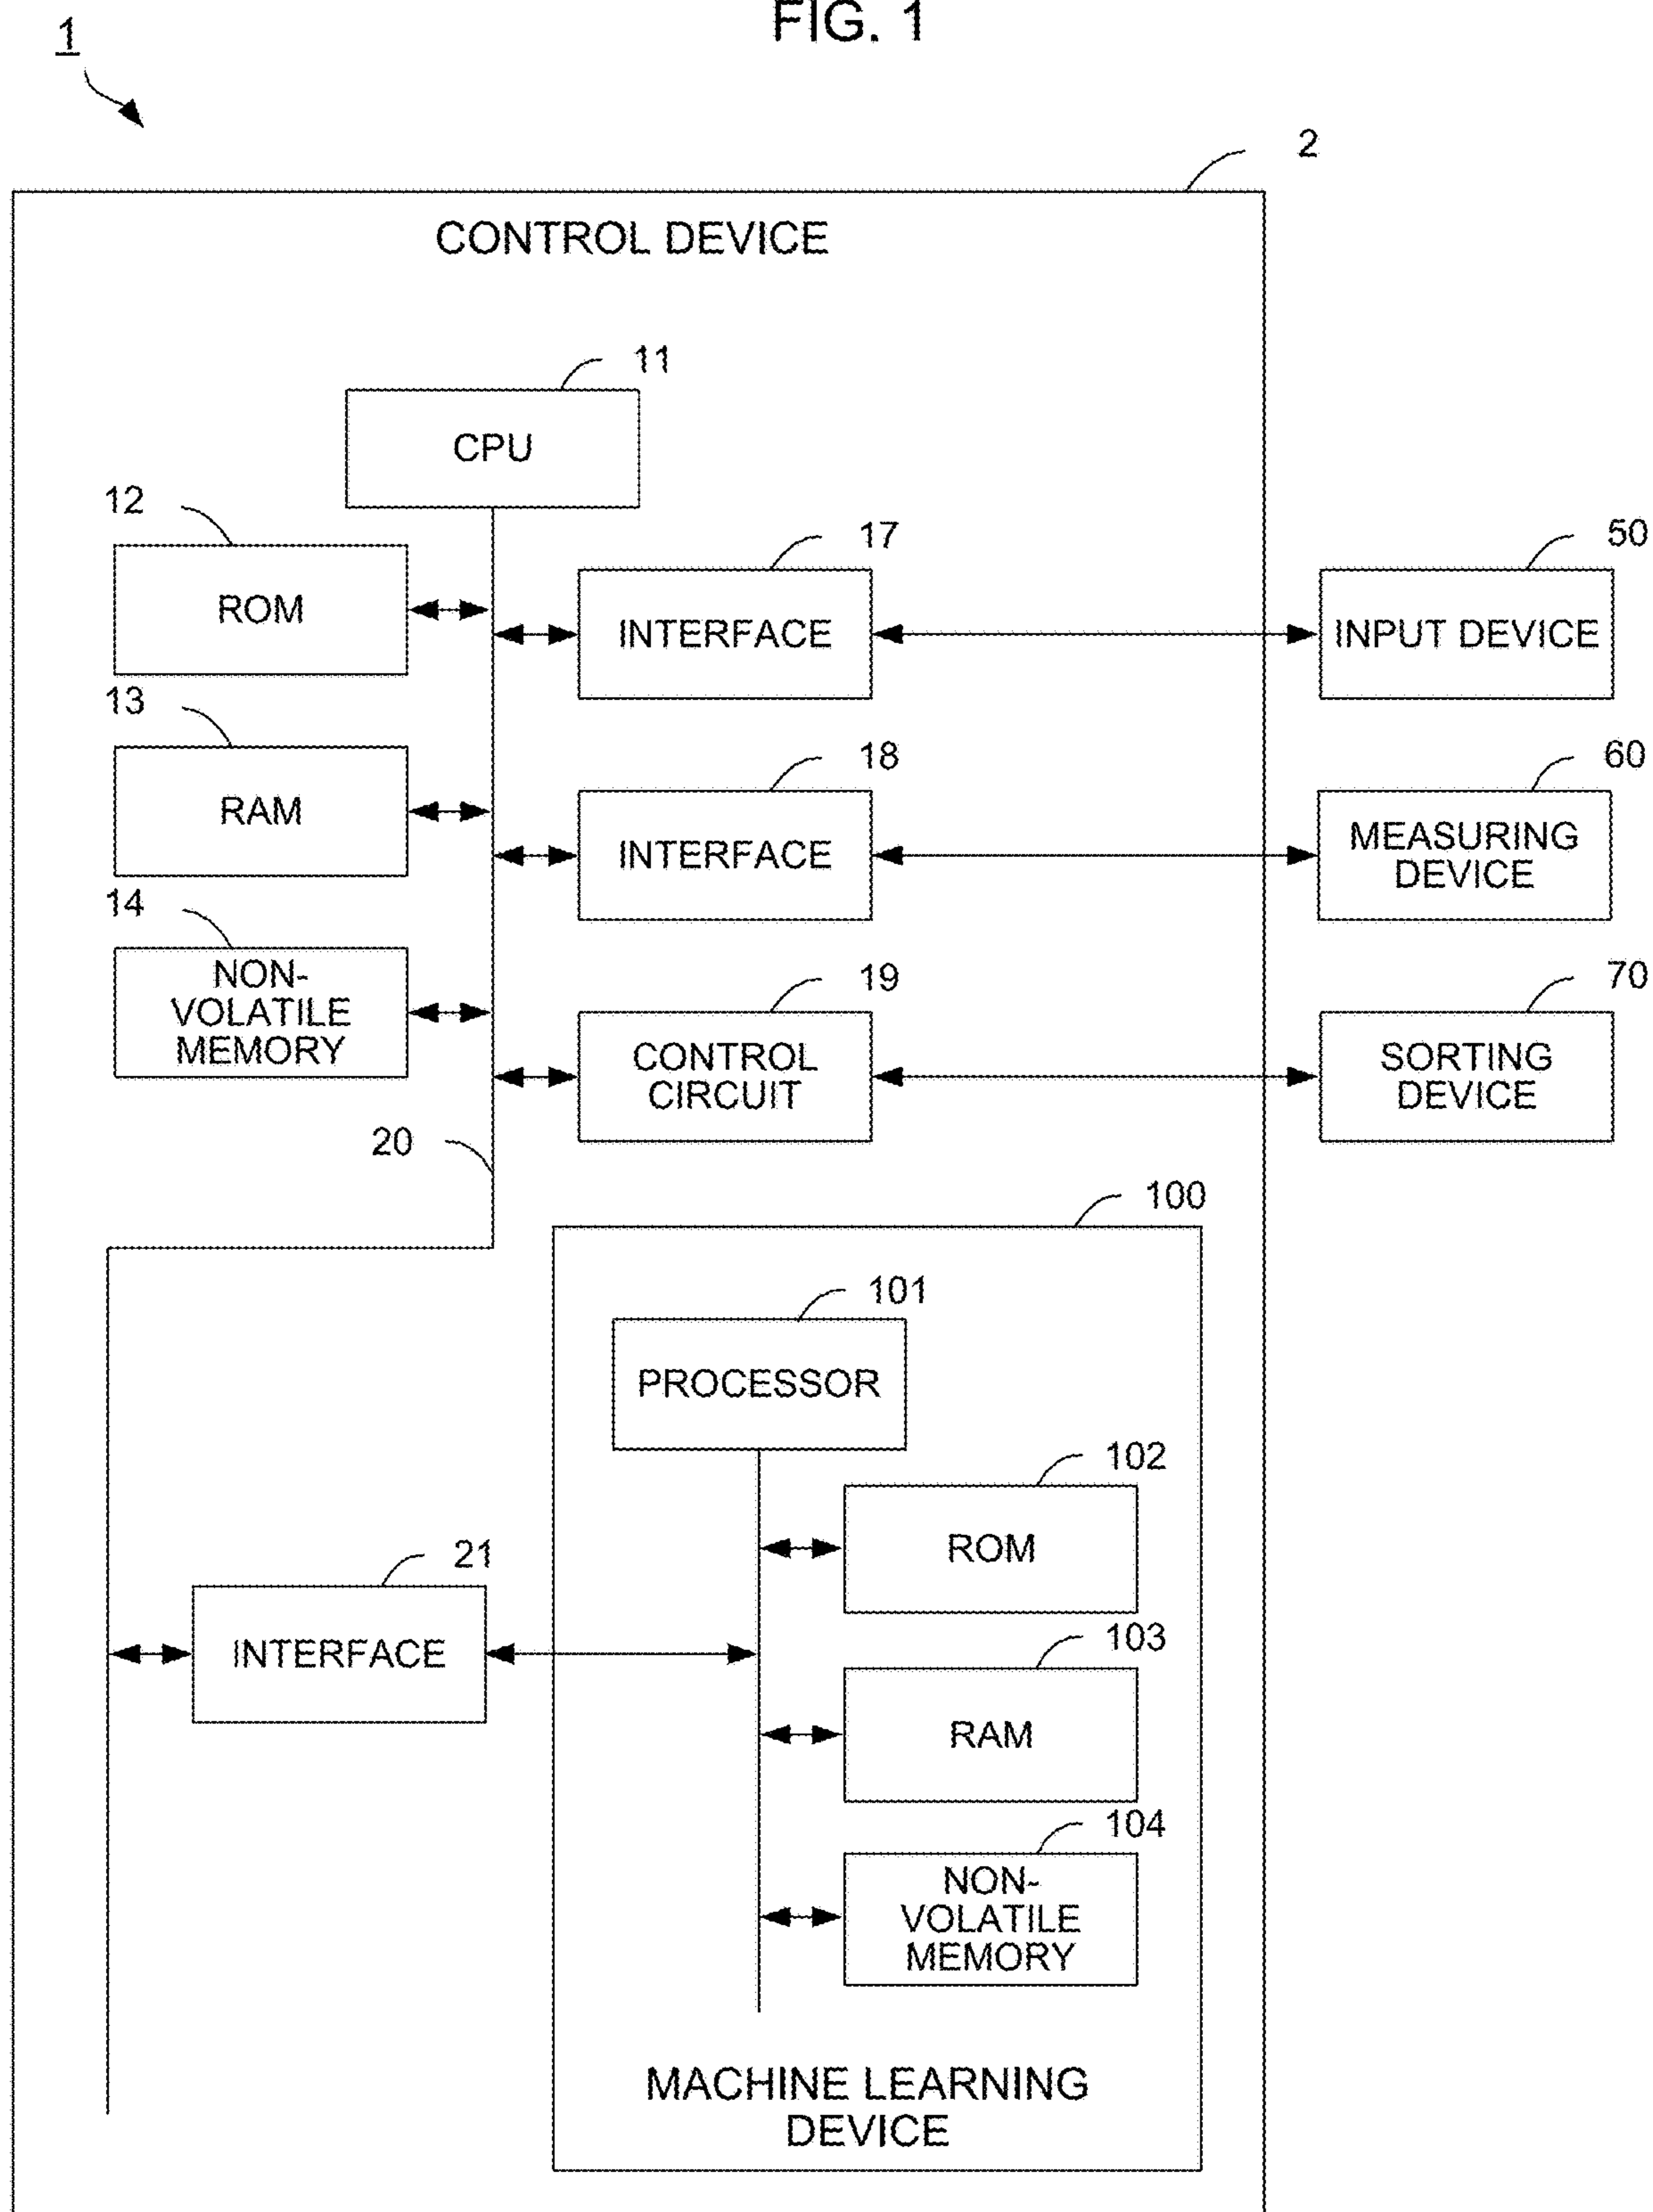 FIG. 1
1
2
CONTROL DEVICE
11
CPU
12
ROM
17
INTERFACE
50
INPUT DEVICE
13
RAM
18
INTERFACE
60
MEASURING
DEVICE
14
NON-
VOLATILE
MEMORY
19
CONTROL
CIRCUIT
70
SORTING
DEVICE
20
100
101
PROCESSOR
102
ROM
21
INTERFACE
103
RAM
104
NON-
VOLATILE
MEMORY
MACHINE LEARNING
DEVICE